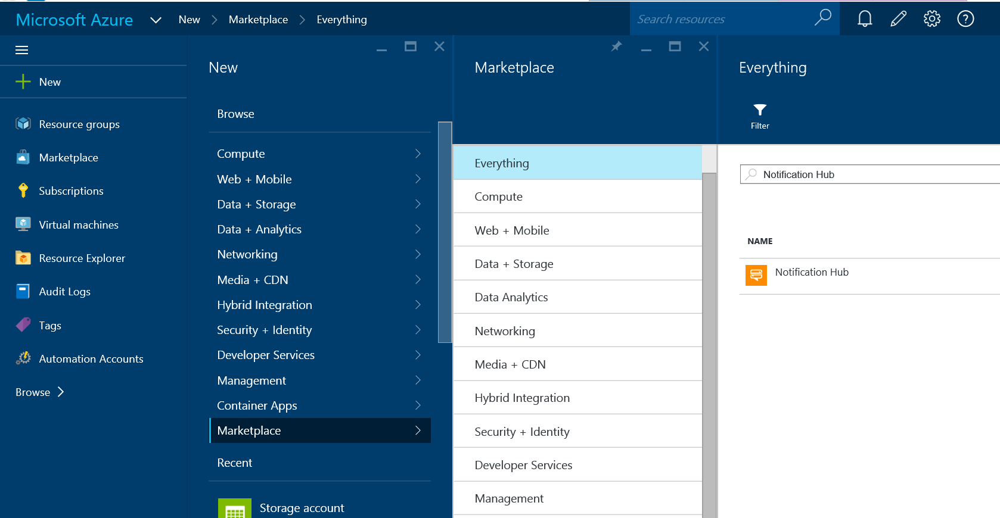 Microsoft Azure
New
Marketplace
Everything
Search resources
New
Resource groups
Marketplace
Subscriptions
Virtual machines
Resource Explorer
Audit Logs
Tags
Automation Accounts
Browse
New
Browse
Compute
Web + Mobile
Data + Storage
Data + Analytics
Networking
Media + CDN
Hybrid Integration
Security + Identity
Developer Services
Management
Container Apps
Marketplace
Recent
Storage account
Marketplace
Everything
Compute
Web + Mobile
Data + Storage
Data Analytics
Networking
Media + CDN
Hybrid Integration
Security + Identity
Developer Services
Management
Everything
Filter
Notification Hub
NAME
Notification Hub